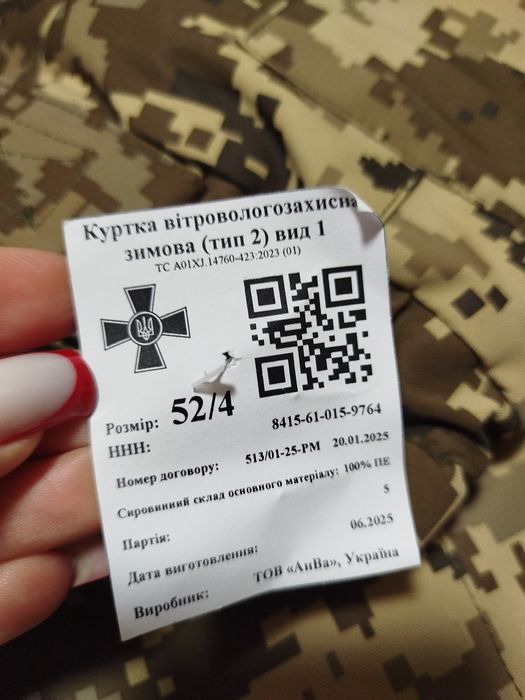 Куртка вітровологозахисна
зимова (тип 2) вид 1
ТС А01XJ.14760-423:2023 (01)
Розмір: 52/4
ННН: 8415-61-015-9764
Номер договору: 513/01-25-РМ 20.01.2025
Сировинний склад основного матеріалу: 100% ПЕ
Партія: 5
Дата виготовлення: 06.2025
Виробник: ТОВ «АнВа», Україна